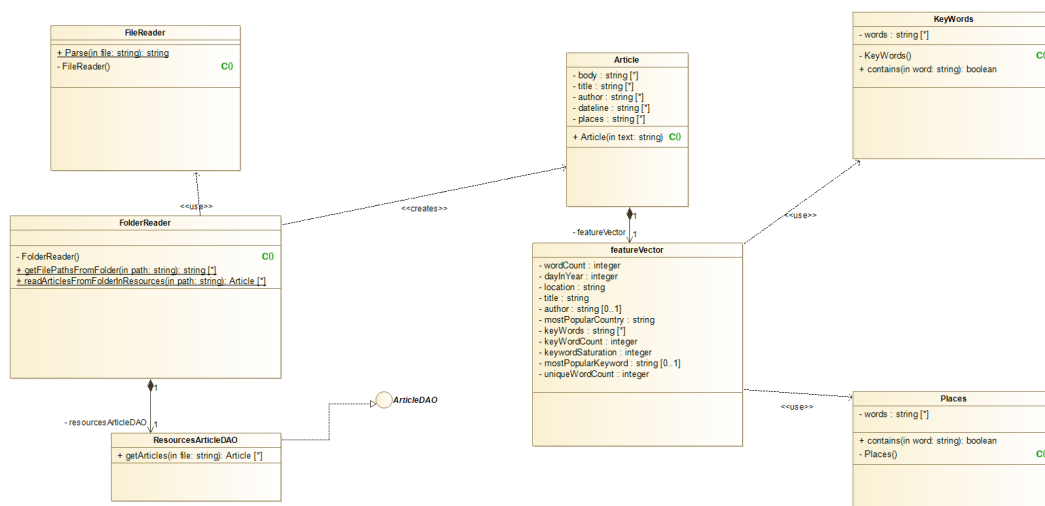 FileReader
+ Parse(in file: string): string
- FileReader() C()
<<use>>
FolderReader
- FolderReader() C()
+ getFilePathsFromFolder(in path: string): string [*]
+ readArticlesFromFolderInResources(in path: string): Article [*]
1
- resourcesArticleDAO 1
ResourcesArticleDAO
+ getArticles(in file: string): Article [*]
ArticleDAO
<<creates>>
Article
- body : string [*]
- title : string [*]
- author : string [*]
- dateline : string [*]
- places : string [*]
+ Article(in text: string) C()
1
- featureVector 1
featureVector
- wordCount : integer
- dayInYear : integer
- location : string
- title : string
- author : string [0..1]
- mostPopularCountry : string
- keyWords : string [*]
- keyWordCount : integer
- keywordSaturation : integer
- mostPopularKeyword : string [0..1]
- uniqueWordCount : integer
<<use>>
KeyWords
- words : string [*]
- KeyWords() C()
+ contains(in word: string): boolean
<<use>>
Places
- words : string [*]
+ contains(in word: string): boolean
- Places() C()